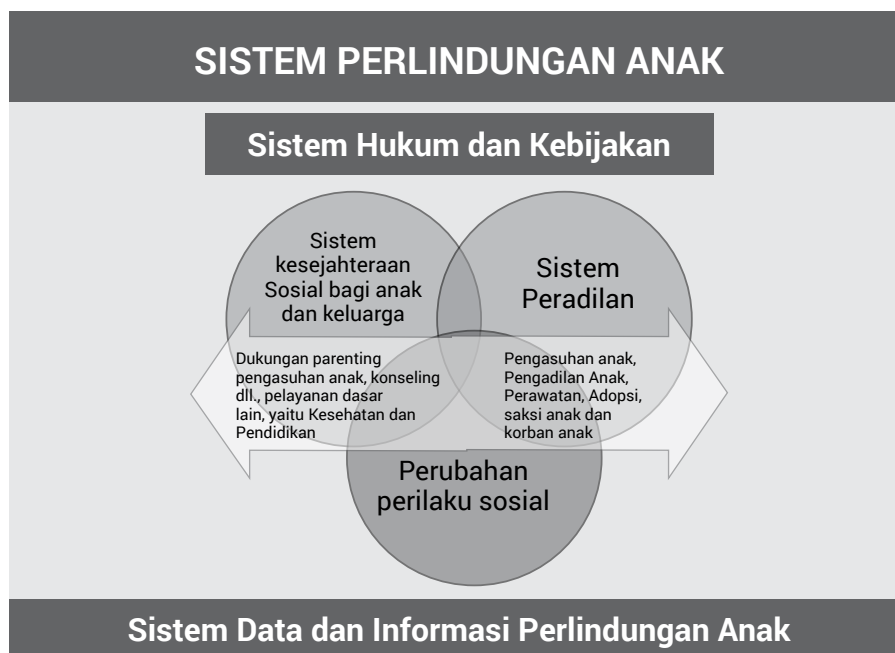 SISTEM PERLINDUNGAN ANAK
Sistem Hukum dan Kebijakan
Sistem
kesejahteraan
Sosial bagi anak
dan keluarga
Sistem
Peradilan
Dukungan parenting
pengasuhan anak, konseling
dll., pelayanan dasar
lain, yaitu Kesehatan dan
Pendidikan
Pengasuhan anak,
Pengadilan Anak,
Perawatan, Adopsi,
saksi anak dan
korban anak
Perubahan
perilaku sosial
Sistem Data dan Informasi Perlindungan Anak